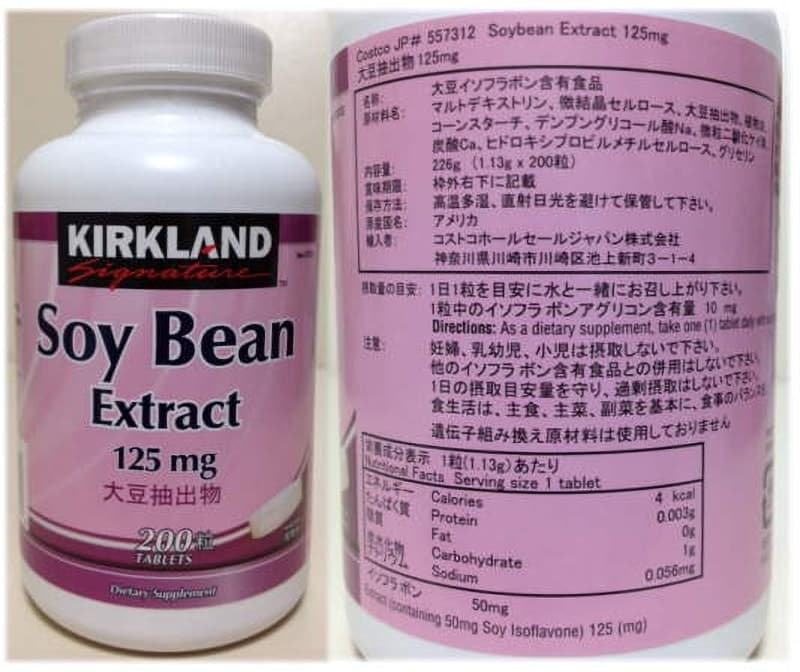 KIRKLAND
Signature
Soy Bean
Extract
125 mg
大豆抽出物
200粒
TABLETS
Dietary Supplement
Costco JP# 557312 Soybean Extract 125mg
大豆抽出物 125mg
名称: 大豆イソフラボン含有食品
原材料名: マルトデキストリン、微結晶セルロース、大豆抽出物、植物油、
コーンスターチ、デンプングリコール酸Na、微粒二酸化ケイ素、
炭酸Ca、ヒドロキシプロピルメチルセルロース、グリセリン
内容量: 226g (1.13g x 200粒)
賞味期限: 枠外右下に記載
保存方法: 高温多湿、直射日光を避けて保管して下さい。
原産国名: アメリカ
輸入者: コストコホールセールジャパン株式会社
神奈川県川崎市川崎区池上新町3-1-4
摂取量の目安: 1日1粒を目安に水と一緒にお召し上がり下さい。
1粒中のイソフラボンアグリコン含有量 10 mg
Directions: As a dietary supplement, take one (1) tablet daily with
注意: 妊婦、乳幼児、小児は摂取しないで下さい。
他のイソフラボン含有食品との併用はしないで下さい。
1日の摂取目安量を守り、過剰摂取はしないで下さい。
食生活は、主食、主菜、副菜を基本に、食事のバランスを
遺伝子組み換え原材料は使用しておりません
栄養成分表示 1粒(1.13g)あたり
Nutritional Facts Serving size 1 tablet
エネルギー Calories 4 kcal
たんぱく質 Protein 0.003g
脂質 Fat 0g
炭水化物 Carbohydrate 1g
ナトリウム Sodium 0.056mg
イソフラボン 50mg
Extract (containing 50mg Soy Isoflavone) 125 (mg)